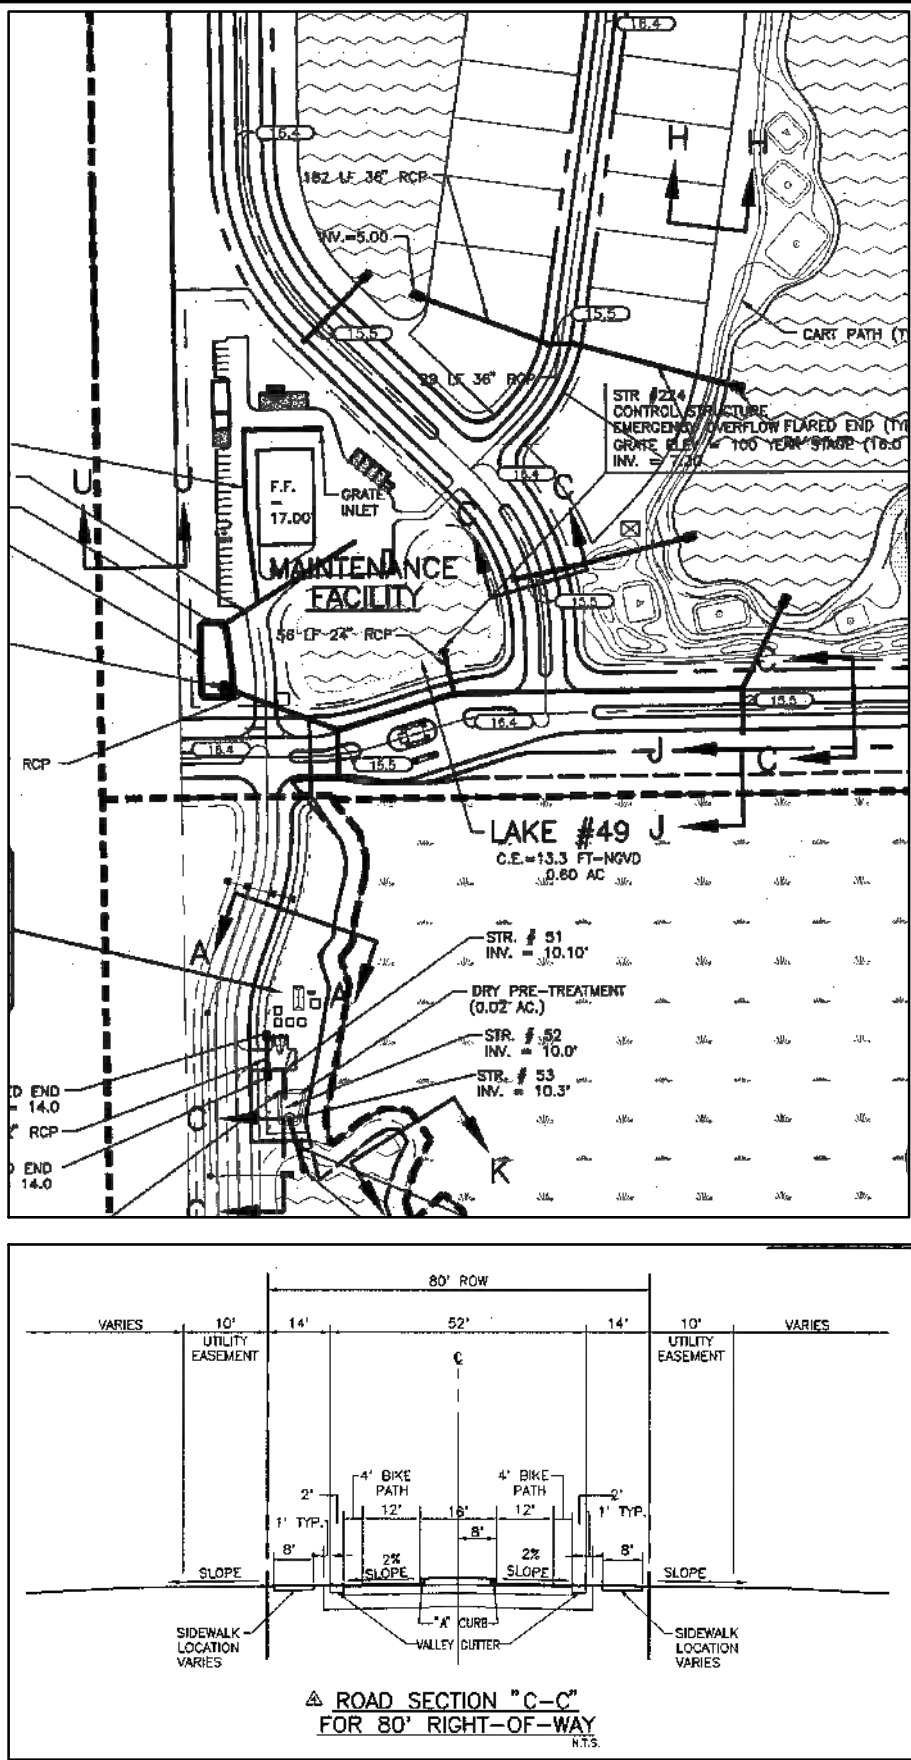 16.4
15.4
H H
182 LF 36" RCP
INV.=5.00
15.5
15.5
CART PATH
LF 36" RCP
STR #224
CONTROL STRUCTURE
EMERGENCY OVERFLOW FLARED END
GRATE ELEV = 100 YEAR STAGE
INV. =
U U
F.F.
=
17.00'
GRATE
INLET
16.4
C C
MAINTENANCE
FACILITY
15.5
56 LF 24" RCP
C
15.5
16.4
16.4
RCP
15.5
J
C
LAKE #49
J
C.E.=13.3 FT-NGVD
0.60 AC
STR. # 51
INV. = 10.10'
A
A
DRY PRE-TREATMENT
(0.02 AC.)
STR. # 52
INV. = 10.0'
STR. # 53
INV. = 10.3'
END
= 14.0
RCP
END
14.0
K
80' ROW
VARIES 10' 14' 52' 14' 10' VARIES
UTILITY
EASEMENT
UTILITY
EASEMENT
4' BIKE
PATH
4' BIKE
PATH
2' 12' 16' 12' 2'
1' TYP. 1' TYP.
8' 8' 8'
2%
SLOPE
2%
SLOPE
SLOPE SLOPE
"A" CURB
VALLEY GUTTER
SIDEWALK
LOCATION
VARIES
SIDEWALK
LOCATION
VARIES
ROAD SECTION "C-C"
FOR 80' RIGHT-OF-WAY
N.T.S.